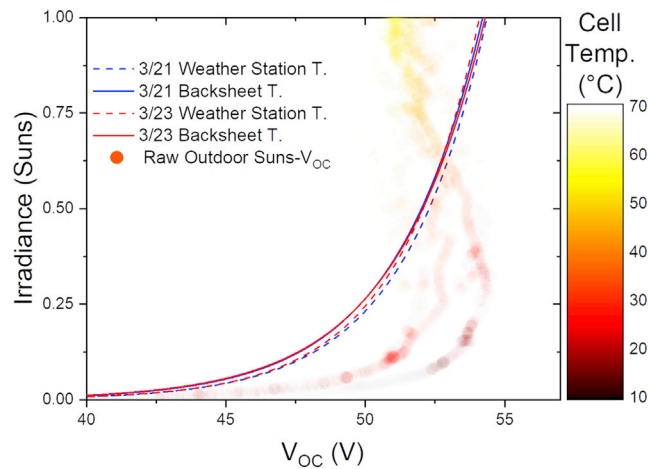 1.00
0.75
0.50
0.25
0.00
Irradiance (Suns)
3/21 Weather Station T.
3/21 Backsheet T.
3/23 Weather Station T.
3/23 Backsheet T.
Raw Outdoor Suns-VOC
40
45
50
55
VOC (V)
Cell
Temp.
(°C)
70
60
50
40
30
20
10